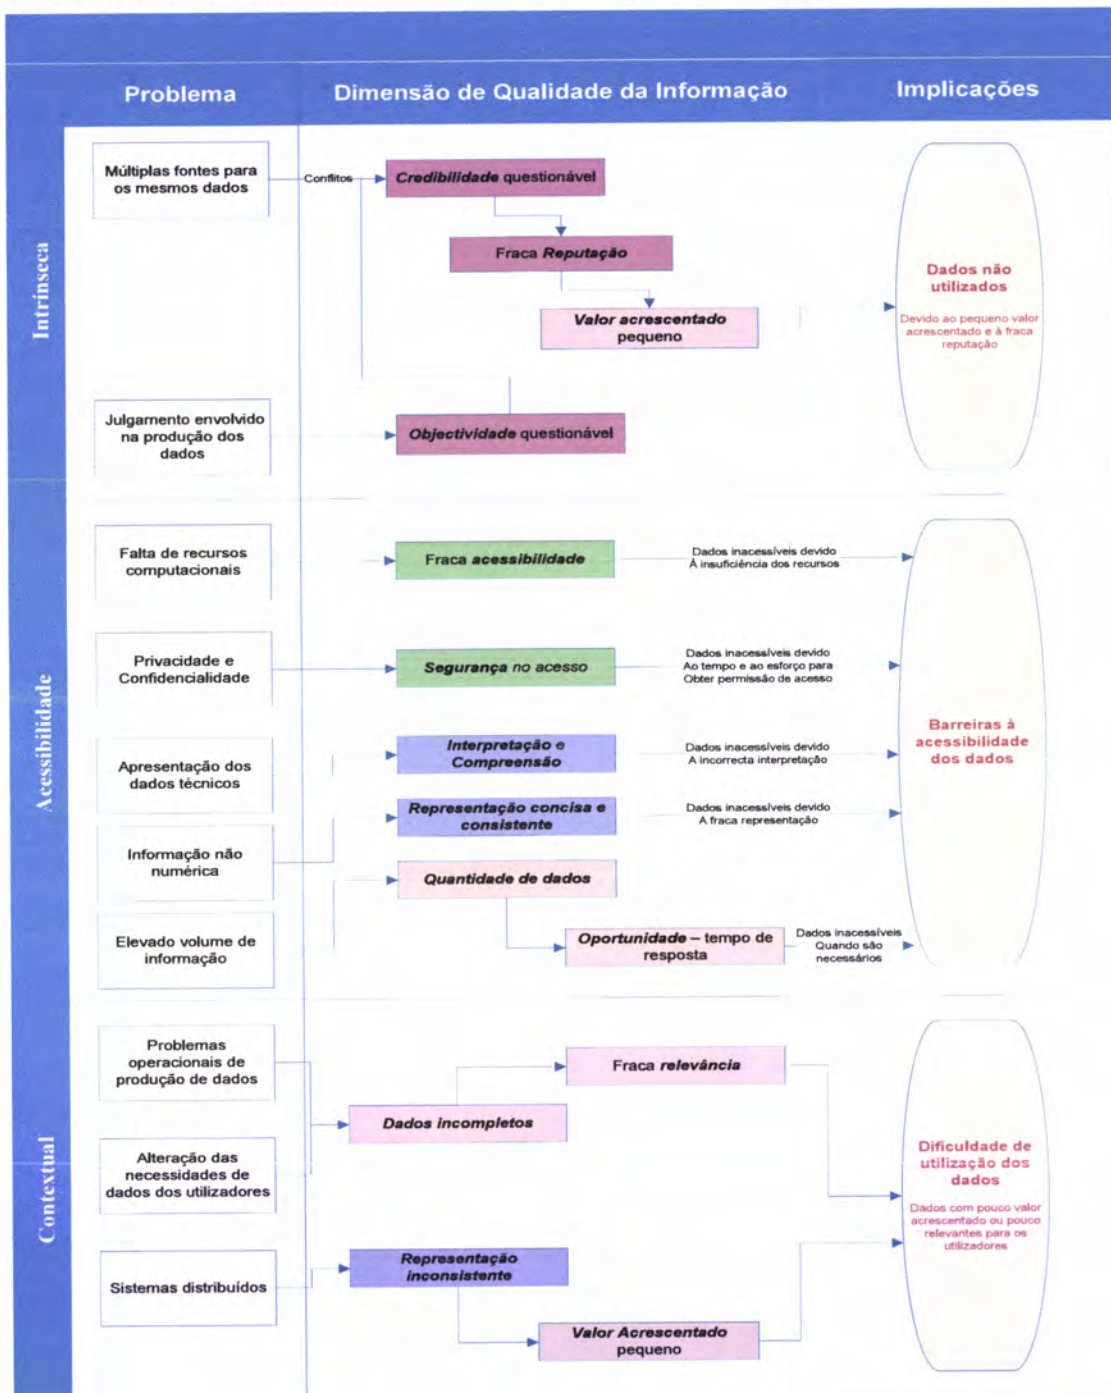 Problema
Dimensão de Qualidade da Informação
Implicações
Intrínseca
Múltiplas fontes para
os mesmos dados
Conflitos
Credibilidade questionável
Fraca Reputação
Valor acrescentado
pequeno
Dados não
utilizados
Devido ao pequeno valor
acrescentado e à fraca
reputação
Julgamento envolvido
na produção dos
dados
Objectividade questionável
Acessibilidade
Falta de recursos
computacionais
Fraca acessibilidade
Dados inacessíveis devido
À insuficiência dos recursos
Privacidade e
Confidencialidade
Segurança no acesso
Dados inacessíveis devido
Ao tempo e ao esforço para
Obter permissão de acesso
Barreiras à
acessibilidade
dos dados
Apresentação dos
dados técnicos
Interpretação e
Compreensão
Dados inacessíveis devido
A incorrecta interpretação
Representação concisa e
consistente
Dados inacessíveis devido
A fraca representação
Informação não
numérica
Quantidade de dados
Elevado volume de
informação
Oportunidade – tempo de
resposta
Dados inacessíveis
Quando são
necessários
Contextual
Problemas
operacionais de
produção de dados
Fraca relevância
Dados incompletos
Alteração das
necessidades de
dados dos utilizadores
Dificuldade de
utilização dos
dados
Dados com pouco valor
acrescentado ou pouco
relevantes para os
utilizadores
Sistemas distribuídos
Representação
inconsistente
Valor Acrescentado
pequeno